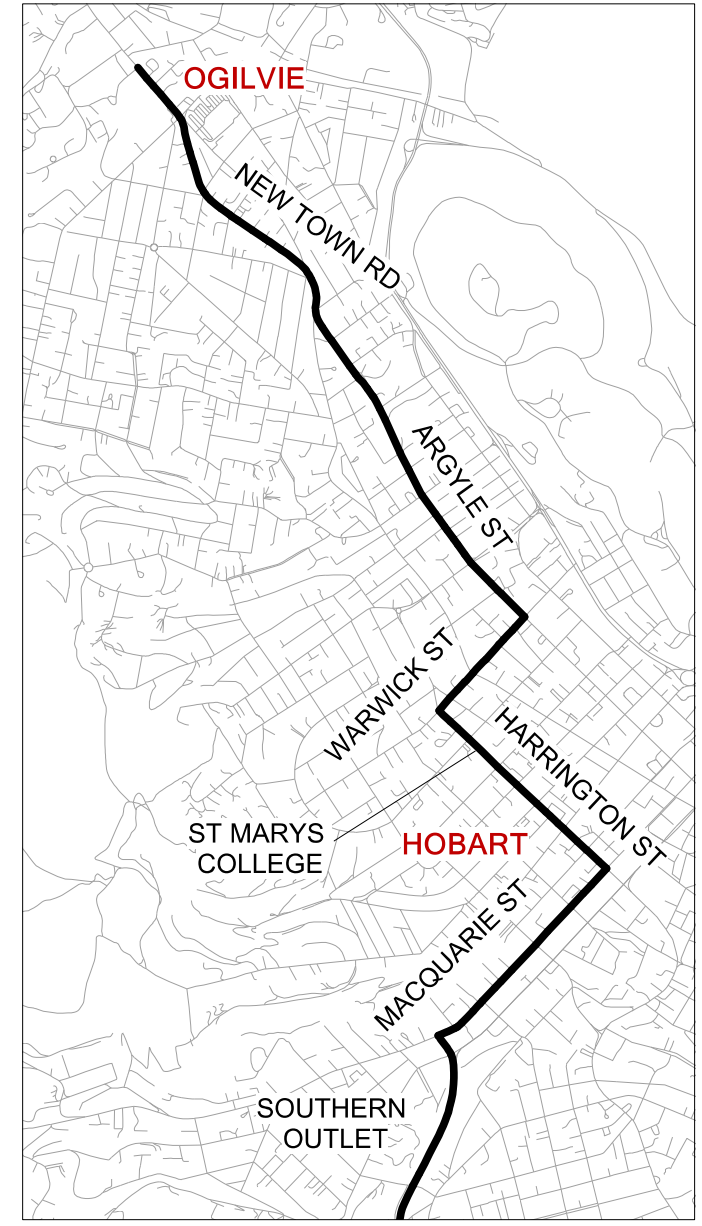 OGILVIE
NEW TOWN RD
ARGYLE ST
WARWICK ST
HARRINGTON ST
ST MARYS
COLLEGE
HOBART
MACQUARIE ST
SOUTHERN
OUTLET